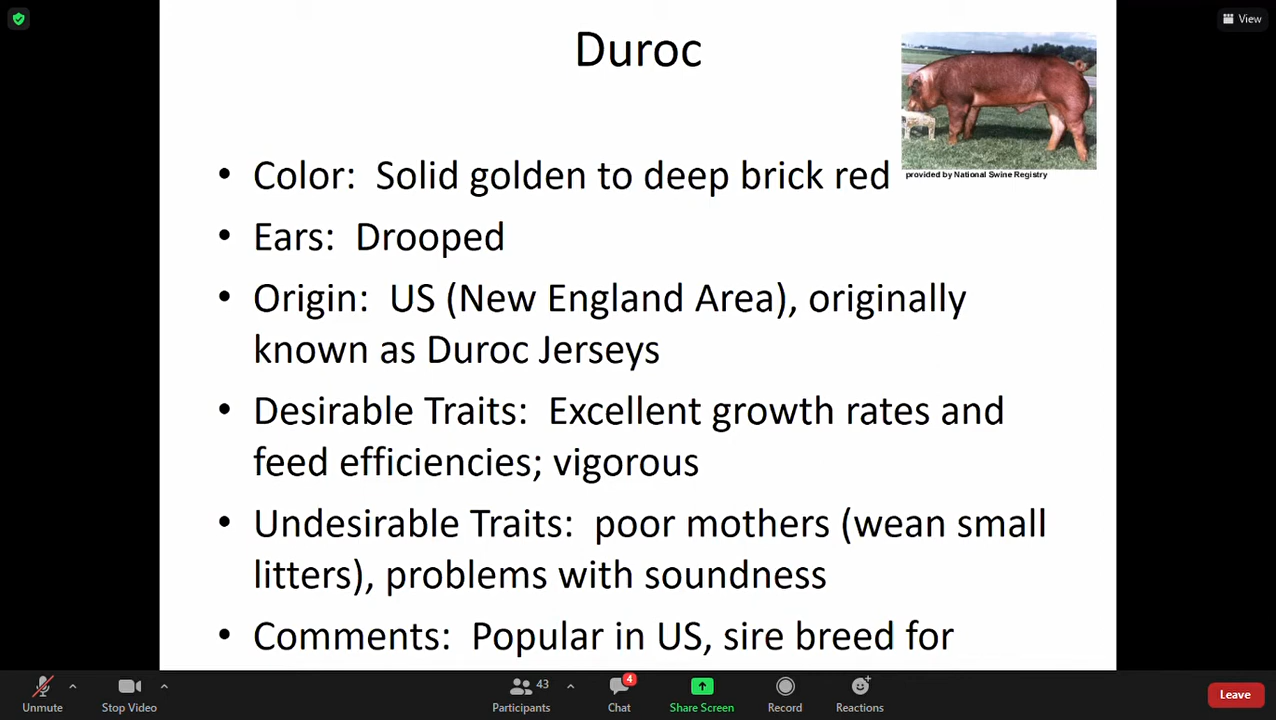 View
Duroc
provided by National Swine Registry
• Color: Solid golden to deep brick red
• Ears: Drooped
• Origin: US (New England Area), originally
known as Duroc Jerseys
• Desirable Traits: Excellent growth rates and
feed efficiencies; vigorous
• Undesirable Traits: poor mothers (wean small
litters), problems with soundness
• Comments: Popular in US, sire breed for
Unmute
Stop Video
43
Participants
4
Chat
Share Screen
Record
Reactions
Leave